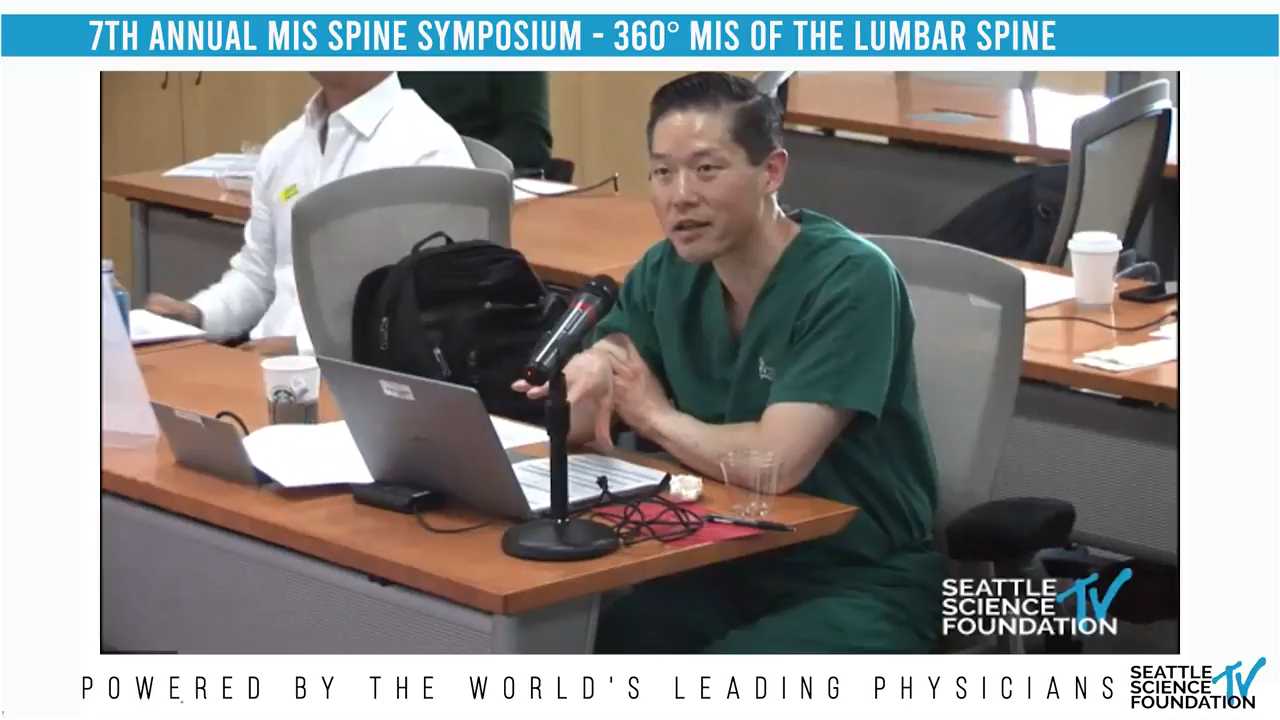 7TH ANNUAL MIS SPINE SYMPOSIUM - 360° MIS OF THE LUMBAR SPINE
SEATTLE
SCIENCE TV
FOUNDATION
POWERED BY THE WORLD'S LEADING PHYSICIANS
SEATTLE
SCIENCE TV
FOUNDATION